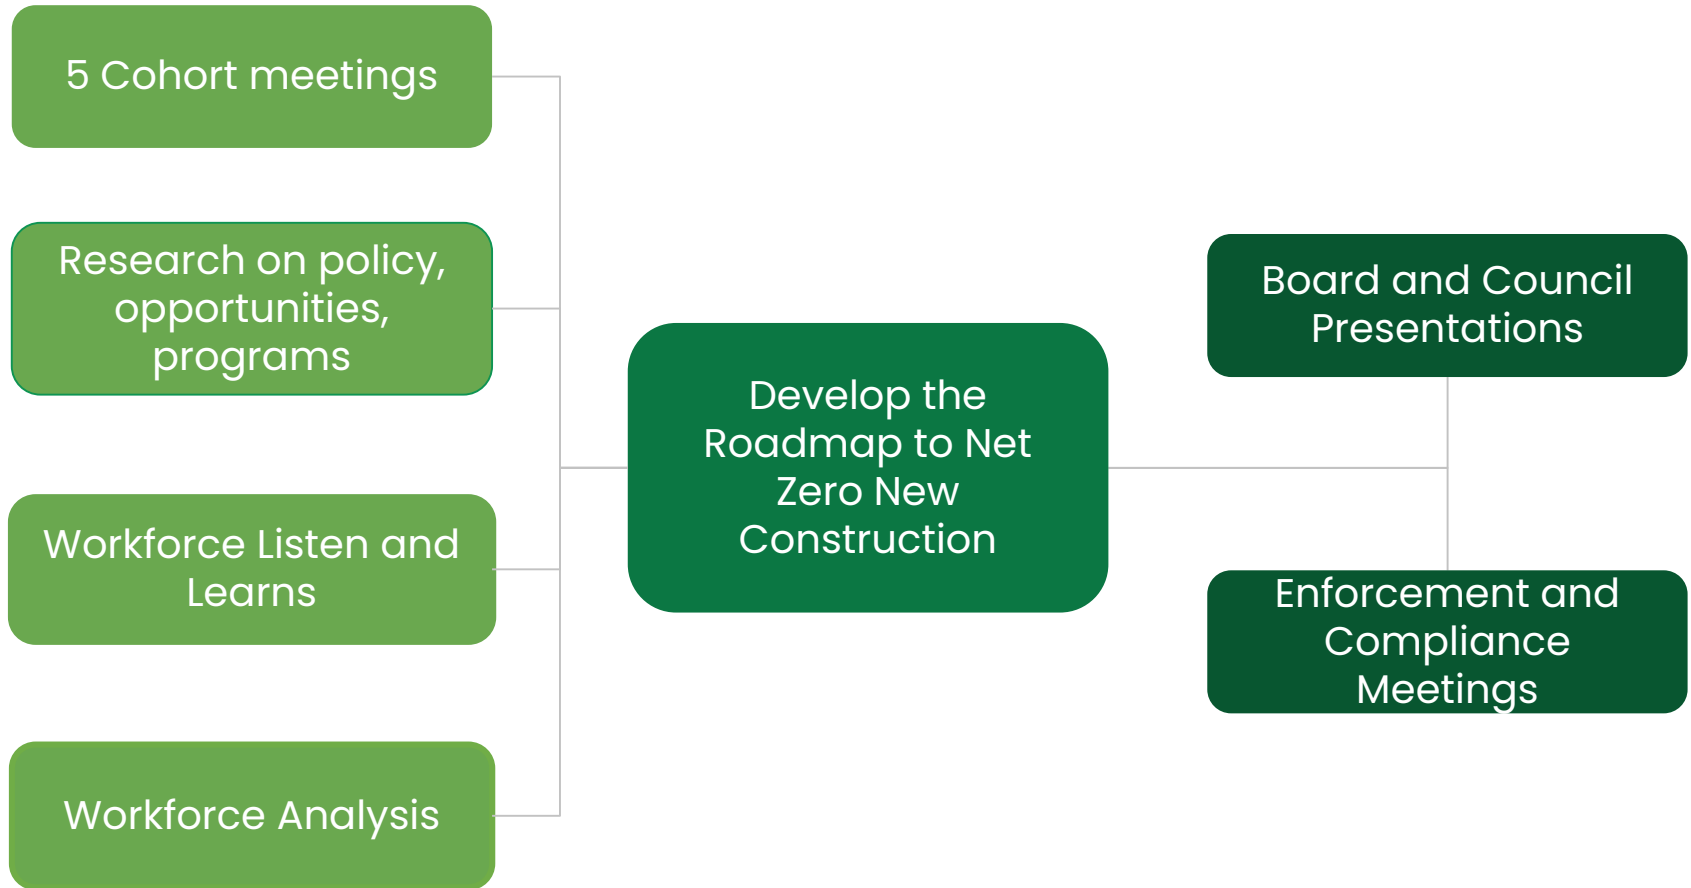 5 Cohort meetings
Research on policy,
opportunities,
programs
Workforce Listen and
Learns
Workforce Analysis
Develop the
Roadmap to Net
Zero New
Construction
Board and Council
Presentations
Enforcement and
Compliance
Meetings